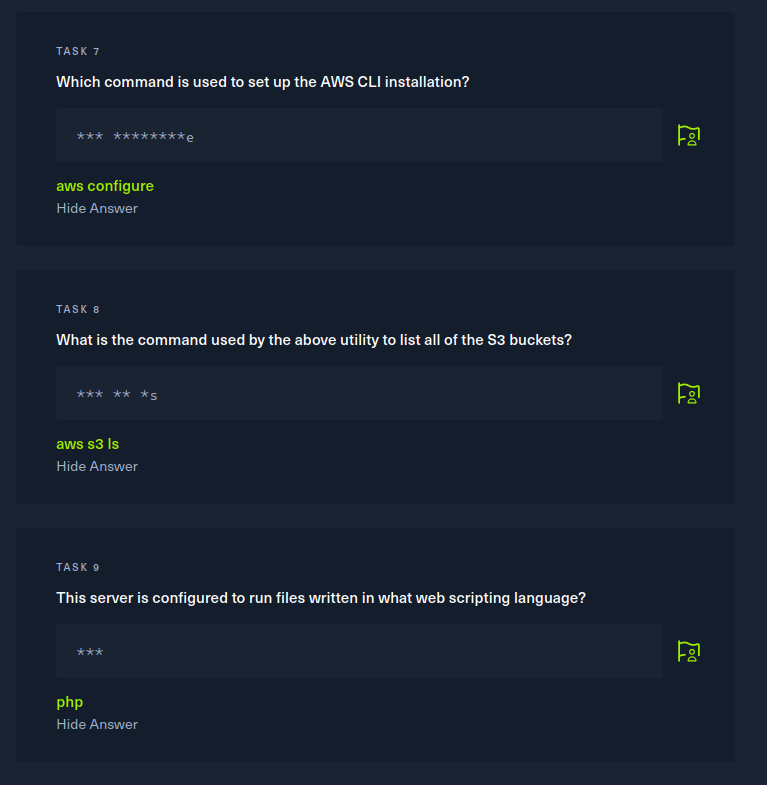 TASK 7
Which command is used to set up the AWS CLI installation?
*** ********e
aws configure
Hide Answer
TASK 8
What is the command used by the above utility to list all of the S3 buckets?
*** ** *s
aws s3 ls
Hide Answer
TASK 9
This server is configured to run files written in what web scripting language?
***
php
Hide Answer